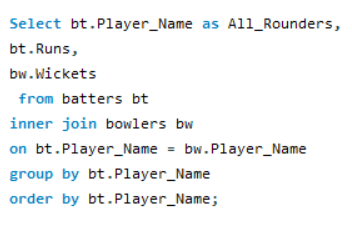 Select bt.Player_Name as All_Rounders,
bt.Runs,
bw.Wickets
from batters bt
inner join bowlers bw
on bt.Player_Name = bw.Player_Name
group by bt.Player_Name
order by bt.Player_Name;